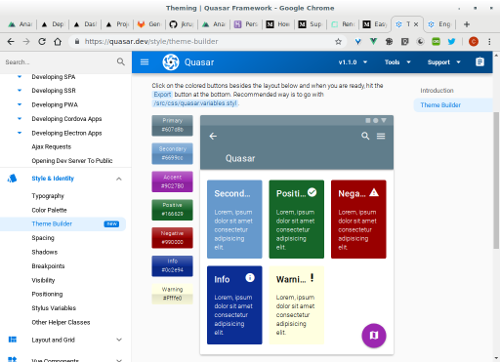 Theming | Quasar Framework - Google Chrome
Anal
Dep
Dasl
Proje
Gen
jkru
Anal
Pers
How
Sup
Reni
Easy
T
Eng
https://quasar.dev/style/theme-builder
Search...
Quasar
v1.1.0
Tools
Support
Developing SPA
Developing SSR
Developing PWA
Developing Cordova Apps
Developing Electron Apps
Ajax Requests
Opening Dev Server To Public
Style & Identity
Typography
Color Palette
Theme Builder
new
Spacing
Shadows
Breakpoints
Visibility
Positioning
Stylus Variables
Other Helper Classes
Layout and Grid
Vue Components
Click on the colored buttons besides the layout below and when you are ready, hit the
Export button at the bottom. Recommended way is to go with
/src/css/quasar.variables.styl .
Primary
#607d8b
Secondary
#6699cc
Accent
#9C27B0
Positive
#166629
Negative
#990000
Info
#0c2e94
Warning
#ffffe0
Quasar
Second...
Lorem, ipsum
dolor sit amet
consectetur
adipisicing
elit.
Positi...
Lorem, ipsum
dolor sit amet
consectetur
adipisicing
elit.
Nega...
Lorem, ipsum
dolor sit amet
consectetur
adipisicing
elit.
Info
Lorem, ipsum
dolor sit amet
consectetur
adipisicing
elit.
Warni...
Lorem, ipsum
dolor sit amet
consectetur
adipisicing
elit.
Introduction
Theme Builder